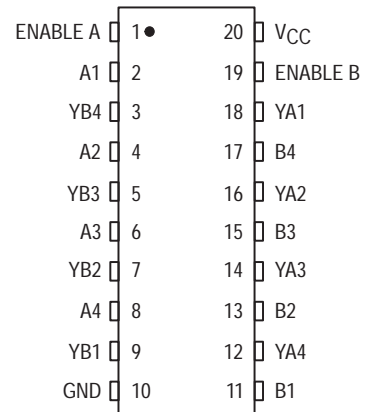 ENABLE A 1 20 VCC
A1 2 19 ENABLE B
YB4 3 18 YA1
A2 4 17 B4
YB3 5 16 YA2
A3 6 15 B3
YB2 7 14 YA3
A4 8 13 B2
YB1 9 12 YA4
GND 10 11 B1